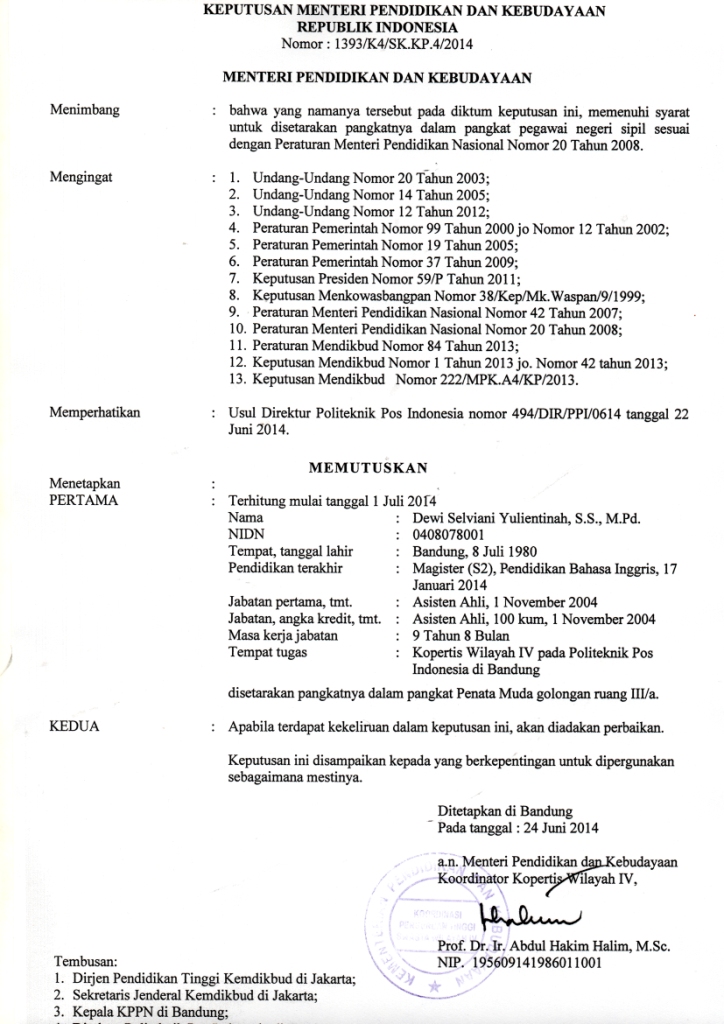 KEPUTUSAN MENTERI PENDIDIKAN DAN KEBUDAYAAN
REPUBLIK INDONESIA
Nomor : 1393/K4/SK.KP.4/2014
MENTERI PENDIDIKAN DAN KEBUDAYAAN
Menimbang : bahwa yang namanya tersebut pada diktum keputusan ini, memenuhi syarat
untuk disetarakan pangkatnya dalam pangkat pegawai negeri sipil sesuai
dengan Peraturan Menteri Pendidikan Nasional Nomor 20 Tahun 2008.
Mengingat : 1. Undang-Undang Nomor 20 Tahun 2003;
2. Undang-Undang Nomor 14 Tahun 2005;
3. Undang-Undang Nomor 12 Tahun 2012;
4. Peraturan Pemerintah Nomor 99 Tahun 2000 jo Nomor 12 Tahun 2002;
5. Peraturan Pemerintah Nomor 19 Tahun 2005;
6. Peraturan Pemerintah Nomor 37 Tahun 2009;
7. Keputusan Presiden Nomor 59/P Tahun 2011;
8. Keputusan Menkowasbangpan Nomor 38/Kep/Mk.Waspan/9/1999;
9. Peraturan Menteri Pendidikan Nasional Nomor 42 Tahun 2007;
10. Peraturan Menteri Pendidikan Nasional Nomor 20 Tahun 2008;
11. Peraturan Mendikbud Nomor 84 Tahun 2013;
12. Keputusan Mendikbud Nomor 1 Tahun 2013 jo. Nomor 42 tahun 2013;
13. Keputusan Mendikbud Nomor 222/MPK.A4/KP/2013.
Memperhatikan : Usul Direktur Politeknik Pos Indonesia nomor 494/DIR/PPI/0614 tanggal 22
Juni 2014.
MEMUTUSKAN
Menetapkan :
PERTAMA : Terhitung mulai tanggal 1 Juli 2014
Nama : Dewi Selviani Yulientinah, S.S., M.Pd.
NIDN : 0408078001
Tempat, tanggal lahir : Bandung, 8 Juli 1980
Pendidikan terakhir : Magister (S2), Pendidikan Bahasa Inggris, 17
Januari 2014
Jabatan pertama, tmt. : Asisten Ahli, 1 November 2004
Jabatan, angka kredit, tmt. : Asisten Ahli, 100 kum, 1 November 2004
Masa kerja jabatan : 9 Tahun 8 Bulan
Tempat tugas : Kopertis Wilayah IV pada Politeknik Pos
Indonesia di Bandung
disetarakan pangkatnya dalam pangkat Penata Muda golongan ruang III/a.
KEDUA : Apabila terdapat kekeliruan dalam keputusan ini, akan diadakan perbaikan.
Keputusan ini disampaikan kepada yang berkepentingan untuk dipergunakan
sebagaimana mestinya.
Ditetapkan di Bandung
Pada tanggal : 24 Juni 2014
a.n. Menteri Pendidikan dan Kebudayaan
Koordinator Kopertis Wilayah IV,
Prof. Dr. Ir. Abdul Hakim Halim, M.Sc.
NIP. 195609141986011001
Tembusan:
1. Dirjen Pendidikan Tinggi Kemdikbud di Jakarta;
2. Sekretaris Jenderal Kemdikbud di Jakarta;
3. Kepala KPPN di Bandung;